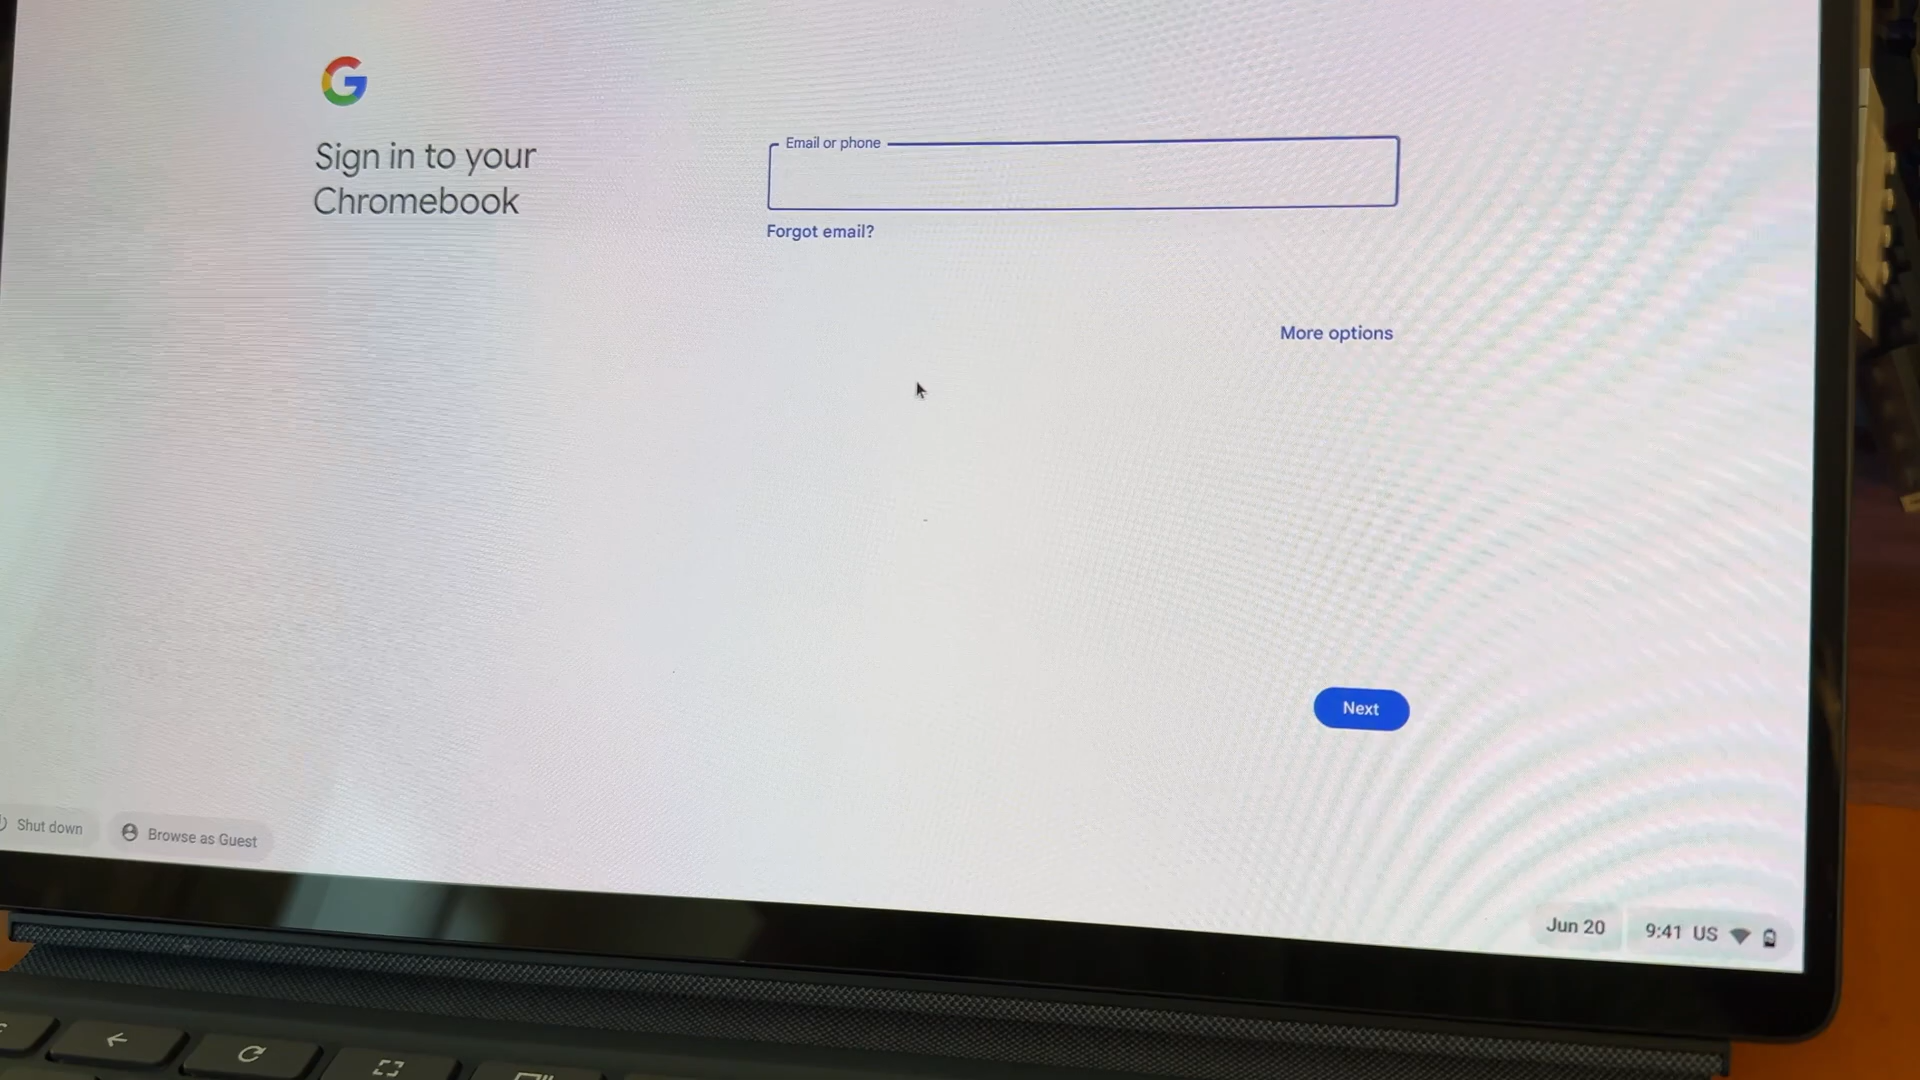 Sign in to your
Chromebook
Email or phone
Forgot email?
More options
Next
Shut down
Browse as Guest
Jun 20
9:41 US